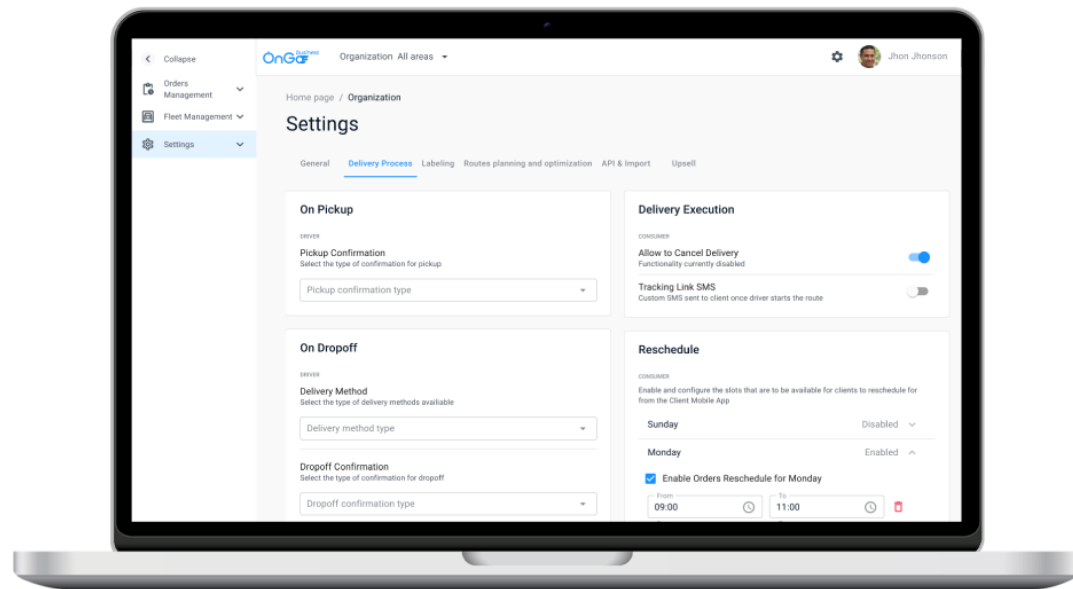 Collapse
Orders
Management
Fleet Management
Settings
OnGo business
Organization All areas
Jhon Jhonson
Home page / Organization
Settings
General Delivery Process Labeling Routes planning and optimization API & Import Upsell
On Pickup
DRIVER
Pickup Confirmation
Select the type of confirmation for pickup
Pickup confirmation type
On Dropoff
DRIVER
Delivery Method
Select the type of delivery methods availiable
Delivery method type
Dropoff Confirmation
Select the type of confirmation for dropoff
Dropoff confirmation type
Delivery Execution
CONSUMER
Allow to Cancel Delivery
Functionality currently disabled
Tracking Link SMS
Custom SMS sent to client once driver starts the route
Reschedule
CONSUMER
Enable and configure the slots that are to be available for clients to reschedule for
from the Client Mobile App
Sunday Disabled
Monday Enabled
Enable Orders Reschedule for Monday
From To
09:00 11:00